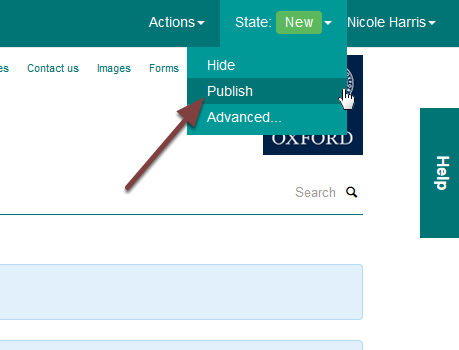 Actions State: New Nicole Harris
es Contact us Images Forms
Hide
Publish
Advanced...
OXFORD
Search
Help